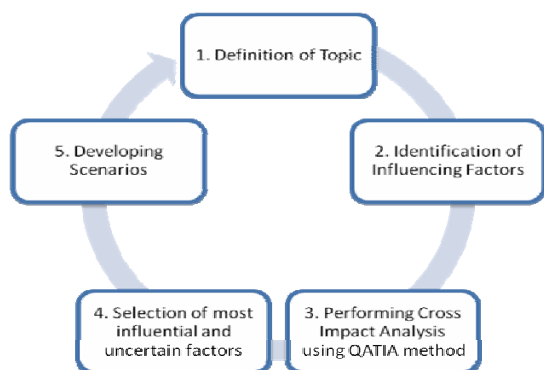 1. Definition of Topic
2. Identification of
Influencing Factors
3. Performing Cross
Impact Analysis
using QATIA method
4. Selection of most
influential and
uncertain factors
5. Developing
Scenarios